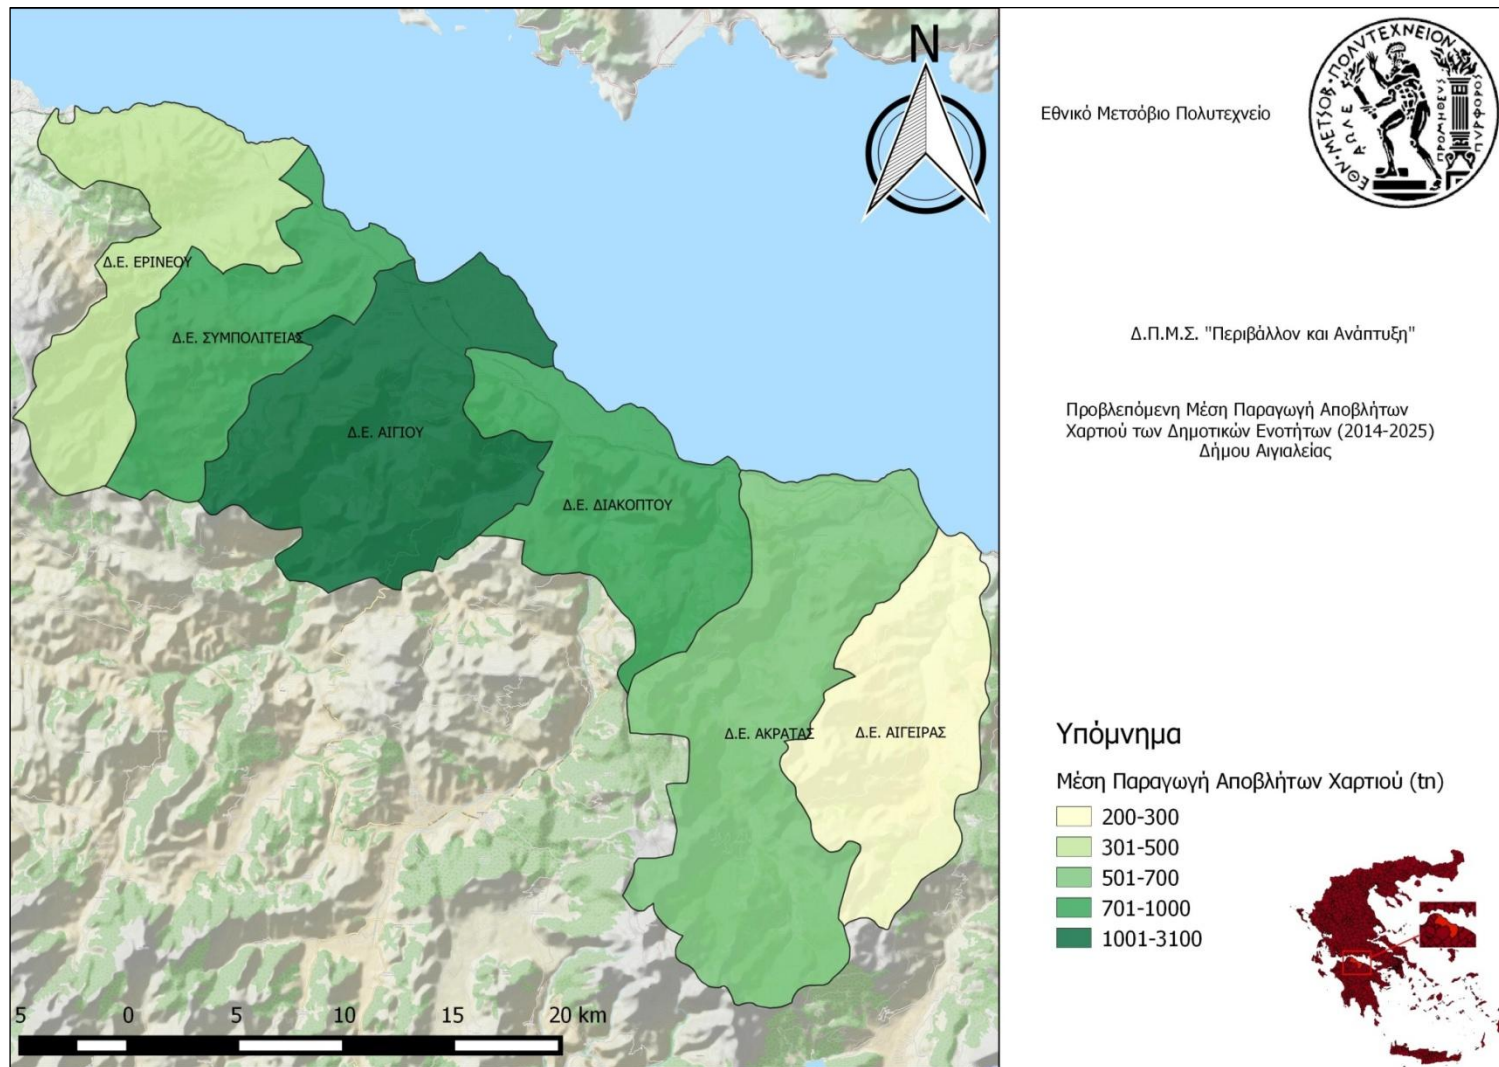 N
Εθνικό Μετσόβιο Πολυτεχνείο
ΕΘΝ·ΜΕΤΣΟΒ·ΠΟΛΥΤΕΧΝΕΙΟΝ
ΠΡΟΜΗΘΕΥΣ
ΠΥΡΦΟΡΟΣ
Δ.Π.Μ.Σ. "Περιβάλλον και Ανάπτυξη"
Προβλεπόμενη Μέση Παραγωγή Αποβλήτων
Χαρτιού των Δημοτικών Ενοτήτων (2014-2025)
Δήμου Αιγιαλείας
Δ.Ε. ΕΡΙΝΕΟΥ
Δ.Ε. ΣΥΜΠΟΛΙΤΕΙΑΣ
Δ.Ε. ΑΙΓΙΟΥ
Δ.Ε. ΔΙΑΚΟΠΤΟΥ
Δ.Ε. ΑΚΡΑΤΑΣ
Δ.Ε. ΑΙΓΕΙΡΑΣ
Υπόμνημα
Μέση Παραγωγή Αποβλήτων Χαρτιού (tn)
200-300
301-500
501-700
701-1000
1001-3100
5 0 5 10 15 20 km